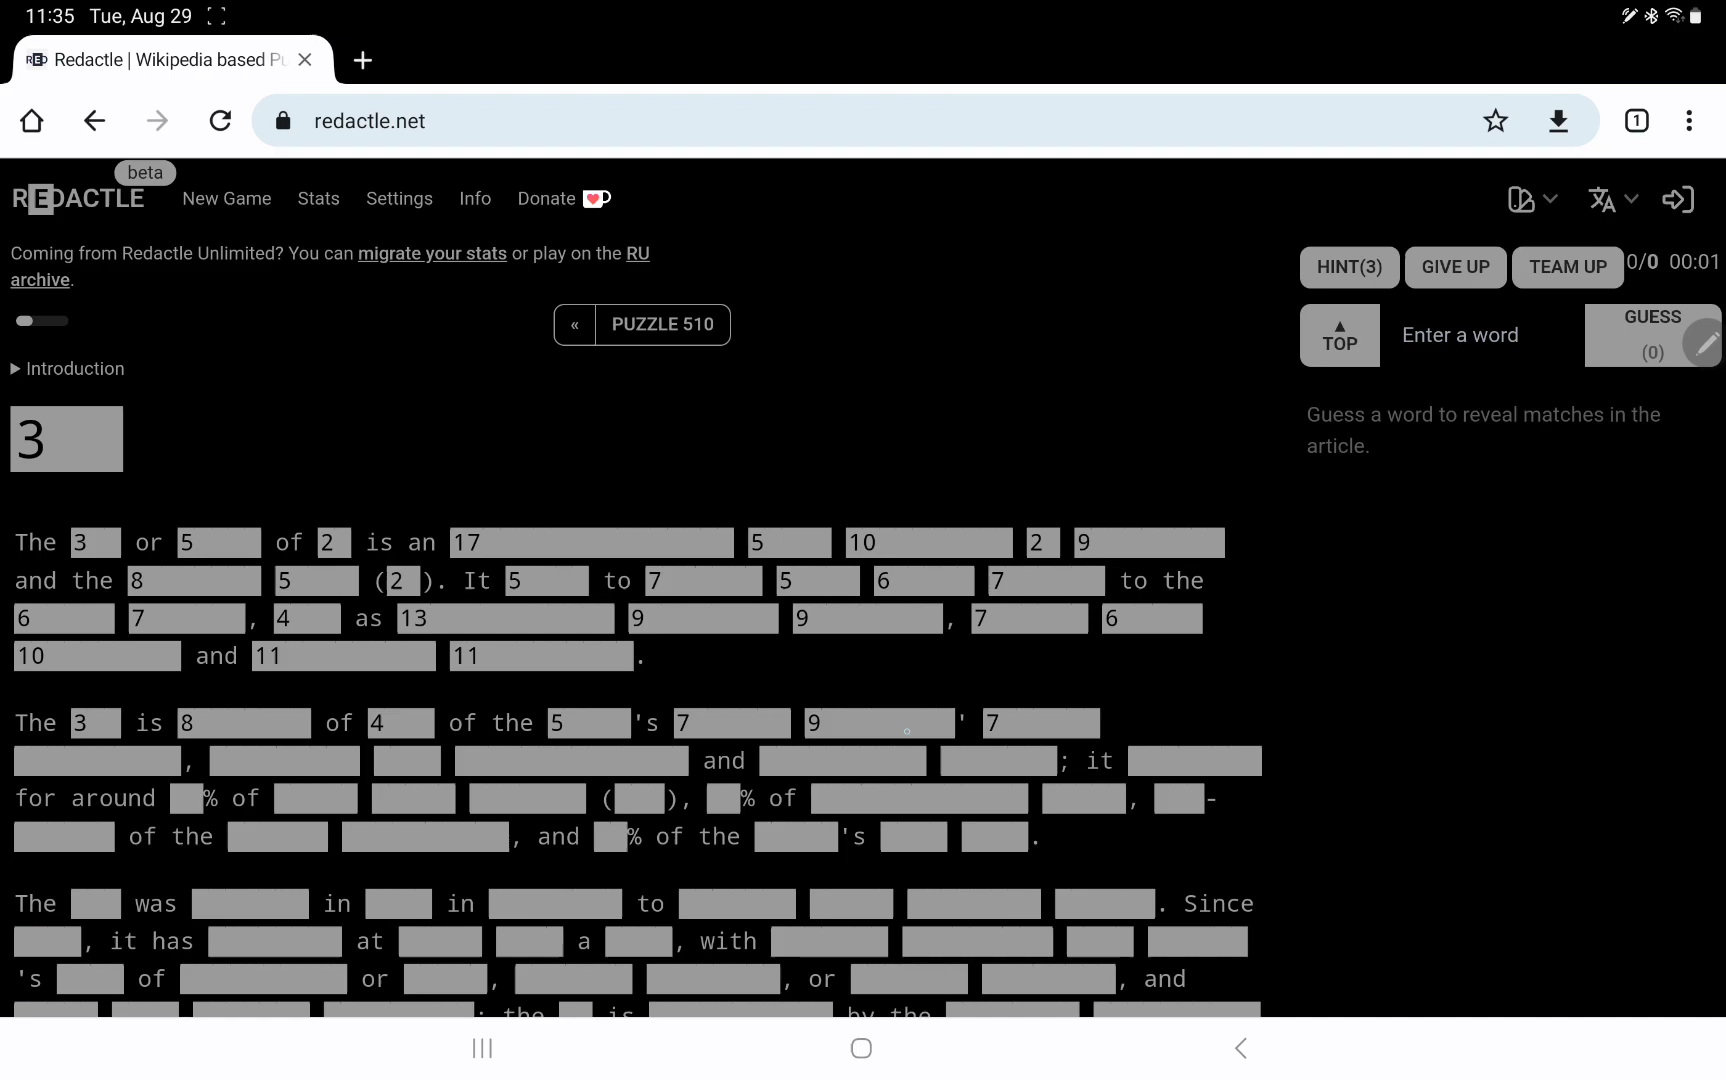 11:35 Tue, Aug 29
RED Redactle | Wikipedia based Pu
redactle.net
1
beta
REDACTLE New Game Stats Settings Info Donate
Coming from Redactle Unlimited? You can migrate your stats or play on the RU
archive.
HINT(3) GIVE UP TEAM UP 0/0 00:01
« PUZZLE 510
▲
TOP
Enter a word
GUESS
(0)
▶ Introduction
Guess a word to reveal matches in the
article.
3
The 3 or 5 of 2 is an 17 5 10 2 9
and the 8 5 (2). It 5 to 7 5 6 7 to the
6 7, 4 as 13 9 9, 7 6
10 and 11 11.
The 3 is 8 of 4 of the 5's 7 9' 7
, and ; it
for around % of (), % of , -
of the , and % of the 's .
The was in in to . Since
, it has at a , with
's of or , , or , and
: the is by the